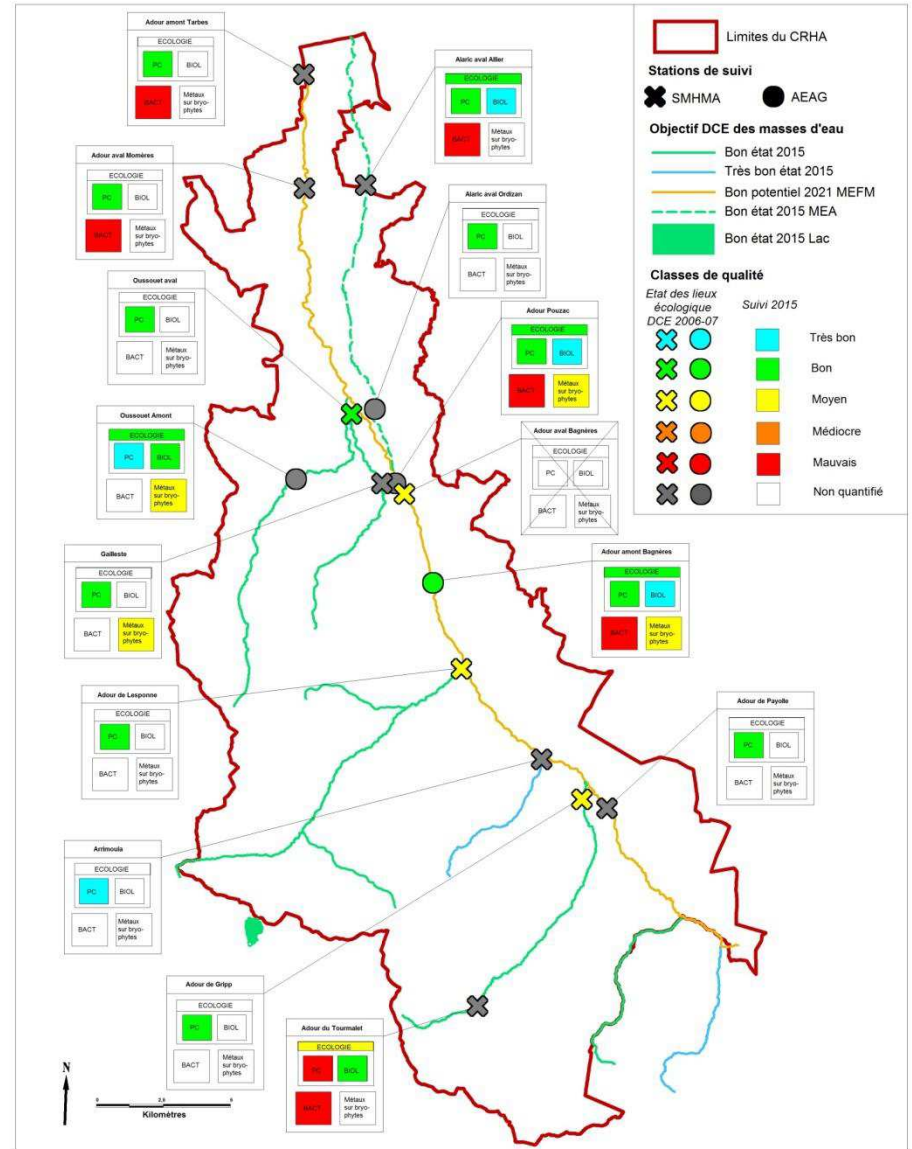 Adour amont Tarbes
ECOLOGIE
PC BIOL
BACT Métaux sur bryo-phytes
Alaric aval Allier
ECOLOGIE
PC BIOL
BACT Métaux sur bryo-phytes
Adour aval Momères
ECOLOGIE
PC BIOL
BACT Métaux sur bryo-phytes
Alaric aval Ordizan
ECOLOGIE
PC BIOL
BACT Métaux sur bryo-phytes
Oussouet aval
ECOLOGIE
PC BIOL
BACT Métaux sur bryo-phytes
Adour Pouzac
ECOLOGIE
PC BIOL
BACT Métaux sur bryo-phytes
Oussouet Amont
ECOLOGIE
PC BIOL
BACT Métaux sur bryo-phytes
Adour aval Bagnères
ECOLOGIE
PC BIOL
BACT Métaux sur bryo-phytes
Gailleste
ECOLOGIE
PC BIOL
BACT Métaux sur bryo-phytes
Adour amont Bagnères
ECOLOGIE
PC BIOL
BACT Métaux sur bryo-phytes
Adour de Lesponne
ECOLOGIE
PC BIOL
BACT Métaux sur bryo-phytes
Adour de Payolle
ECOLOGIE
PC BIOL
BACT Métaux sur bryo-phytes
Arrimoula
ECOLOGIE
PC BIOL
BACT Métaux sur bryo-phytes
Adour de Gripp
ECOLOGIE
PC BIOL
BACT Métaux sur bryo-phytes
Adour du Tourmalet
ECOLOGIE
PC BIOL
BACT Métaux sur bryo-phytes
N
0 2,5 5
Kilomètres
Limites du CRHA
Stations de suivi
SMHMA AEAG
Objectif DCE des masses d'eau
Bon état 2015
Très bon état 2015
Bon potentiel 2021 MEFM
Bon état 2015 MEA
Bon état 2015 Lac
Classes de qualité
Etat des lieux
écologique
DCE 2006-07
Suivi 2015
Très bon
Bon
Moyen
Médiocre
Mauvais
Non quantifié